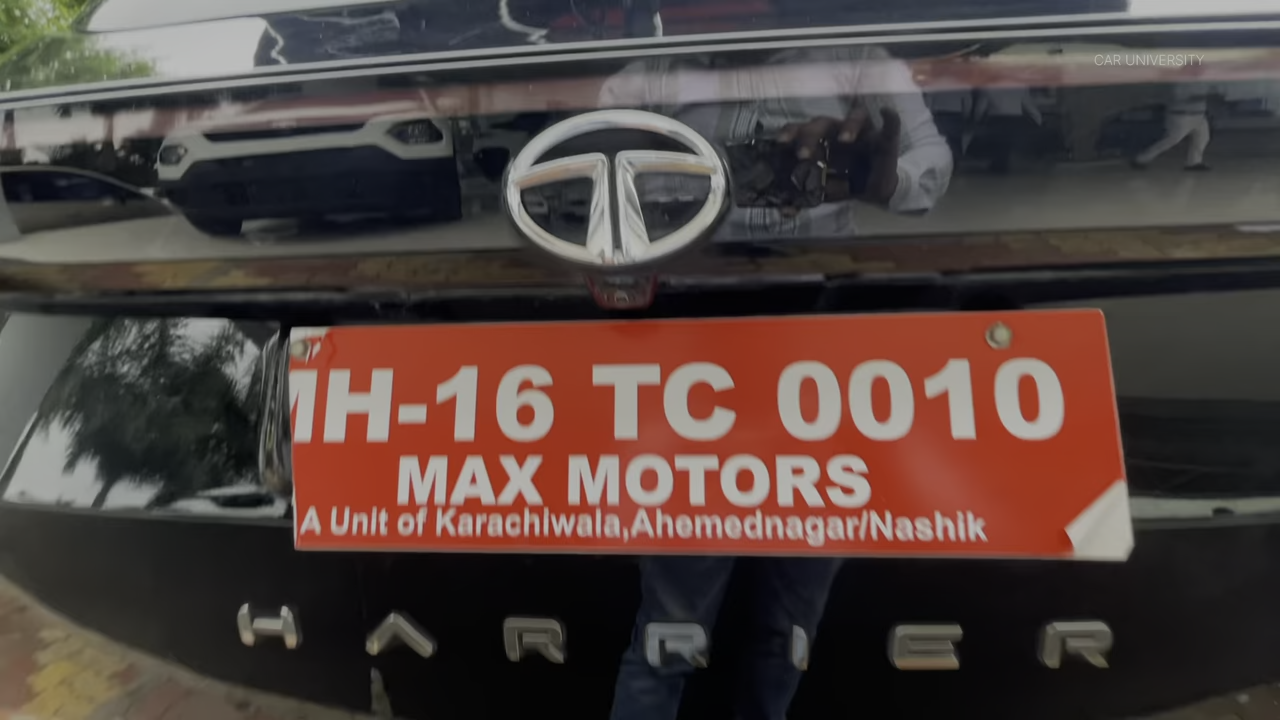 CAR UNIVERSITY
MH-16 TC 0010
MAX MOTORS
A Unit of Karachiwala,Ahemednagar/Nashik
HARRIER